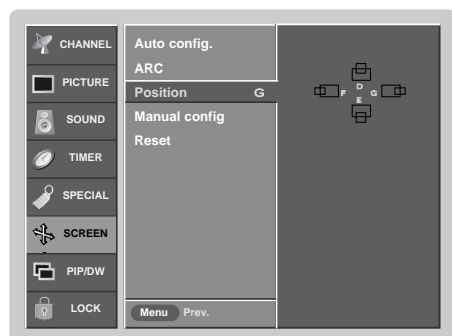 CHANNEL
PICTURE
SOUND
TIMER
SPECIAL
SCREEN
PIP/DW
LOCK
Auto config.
ARC
Position G
Manual config
Reset
Menu Prev.
D
F G
E